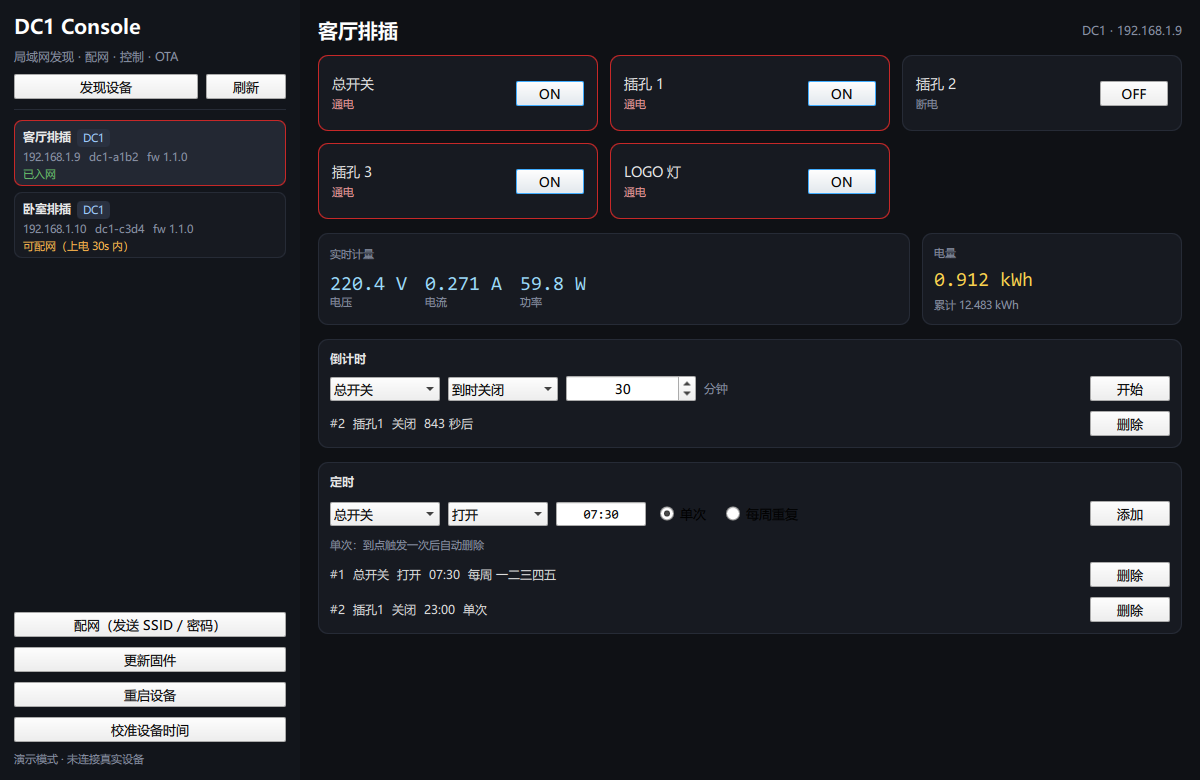 DC1 Console
局域网发现 · 配网 · 控制 · OTA
发现设备 刷新
客厅排插 DC1
192.168.1.9 dc1-a1b2 fw 1.1.0
已入网
卧室排插 DC1
192.168.1.10 dc1-c3d4 fw 1.1.0
可配网（上电 30s 内）
配网（发送 SSID / 密码）
更新固件
重启设备
校准设备时间
演示模式 · 未连接真实设备
客厅排插 DC1 · 192.168.1.9
总开关
通电
ON
插孔 1
通电
ON
插孔 2
断电
OFF
插孔 3
通电
ON
LOGO 灯
通电
ON
实时计量
220.4 V 0.271 A 59.8 W
电压 电流 功率
电量
0.912 kWh
累计 12.483 kWh
倒计时
总开关 到时关闭 30 分钟 开始
#2 插孔1 关闭 843 秒后 删除
定时
总开关 打开 07:30 单次 每周重复 添加
单次：到点触发一次后自动删除
#1 总开关 打开 07:30 每周 一二三四五 删除
#2 插孔1 关闭 23:00 单次 删除